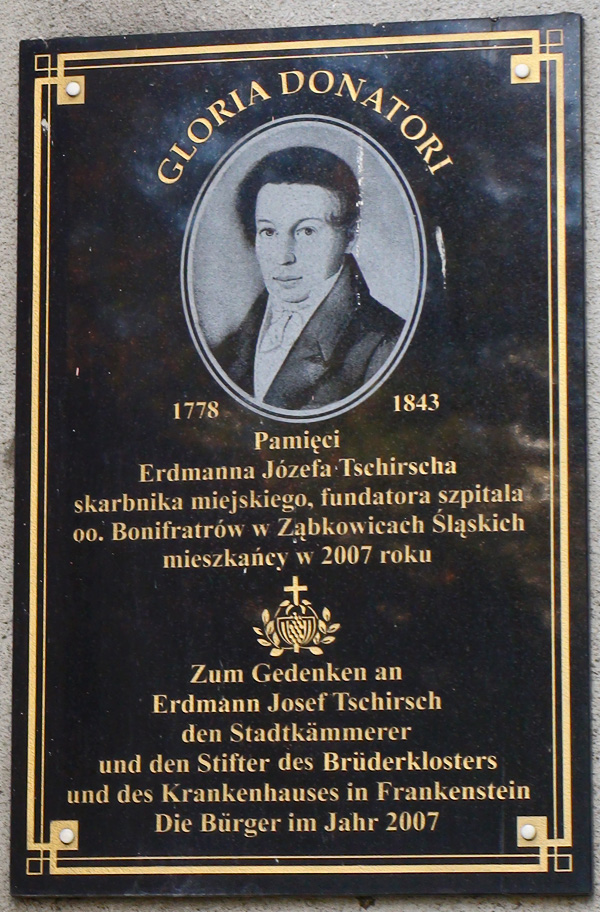 GLORIA DONATORI
1778 1843
Pamięci
Erdmanna Józefa Tschirscha
skarbnika miejskiego, fundatora szpitala
oo. Bonifratrów w Ząbkowicach Śląskich
mieszkańcy w 2007 roku
Zum Gedenken an
Erdmann Josef Tschirsch
den Stadtkämmerer
und den Stifter des Brüderklosters
und des Krankenhauses in Frankenstein
Die Bürger im Jahr 2007